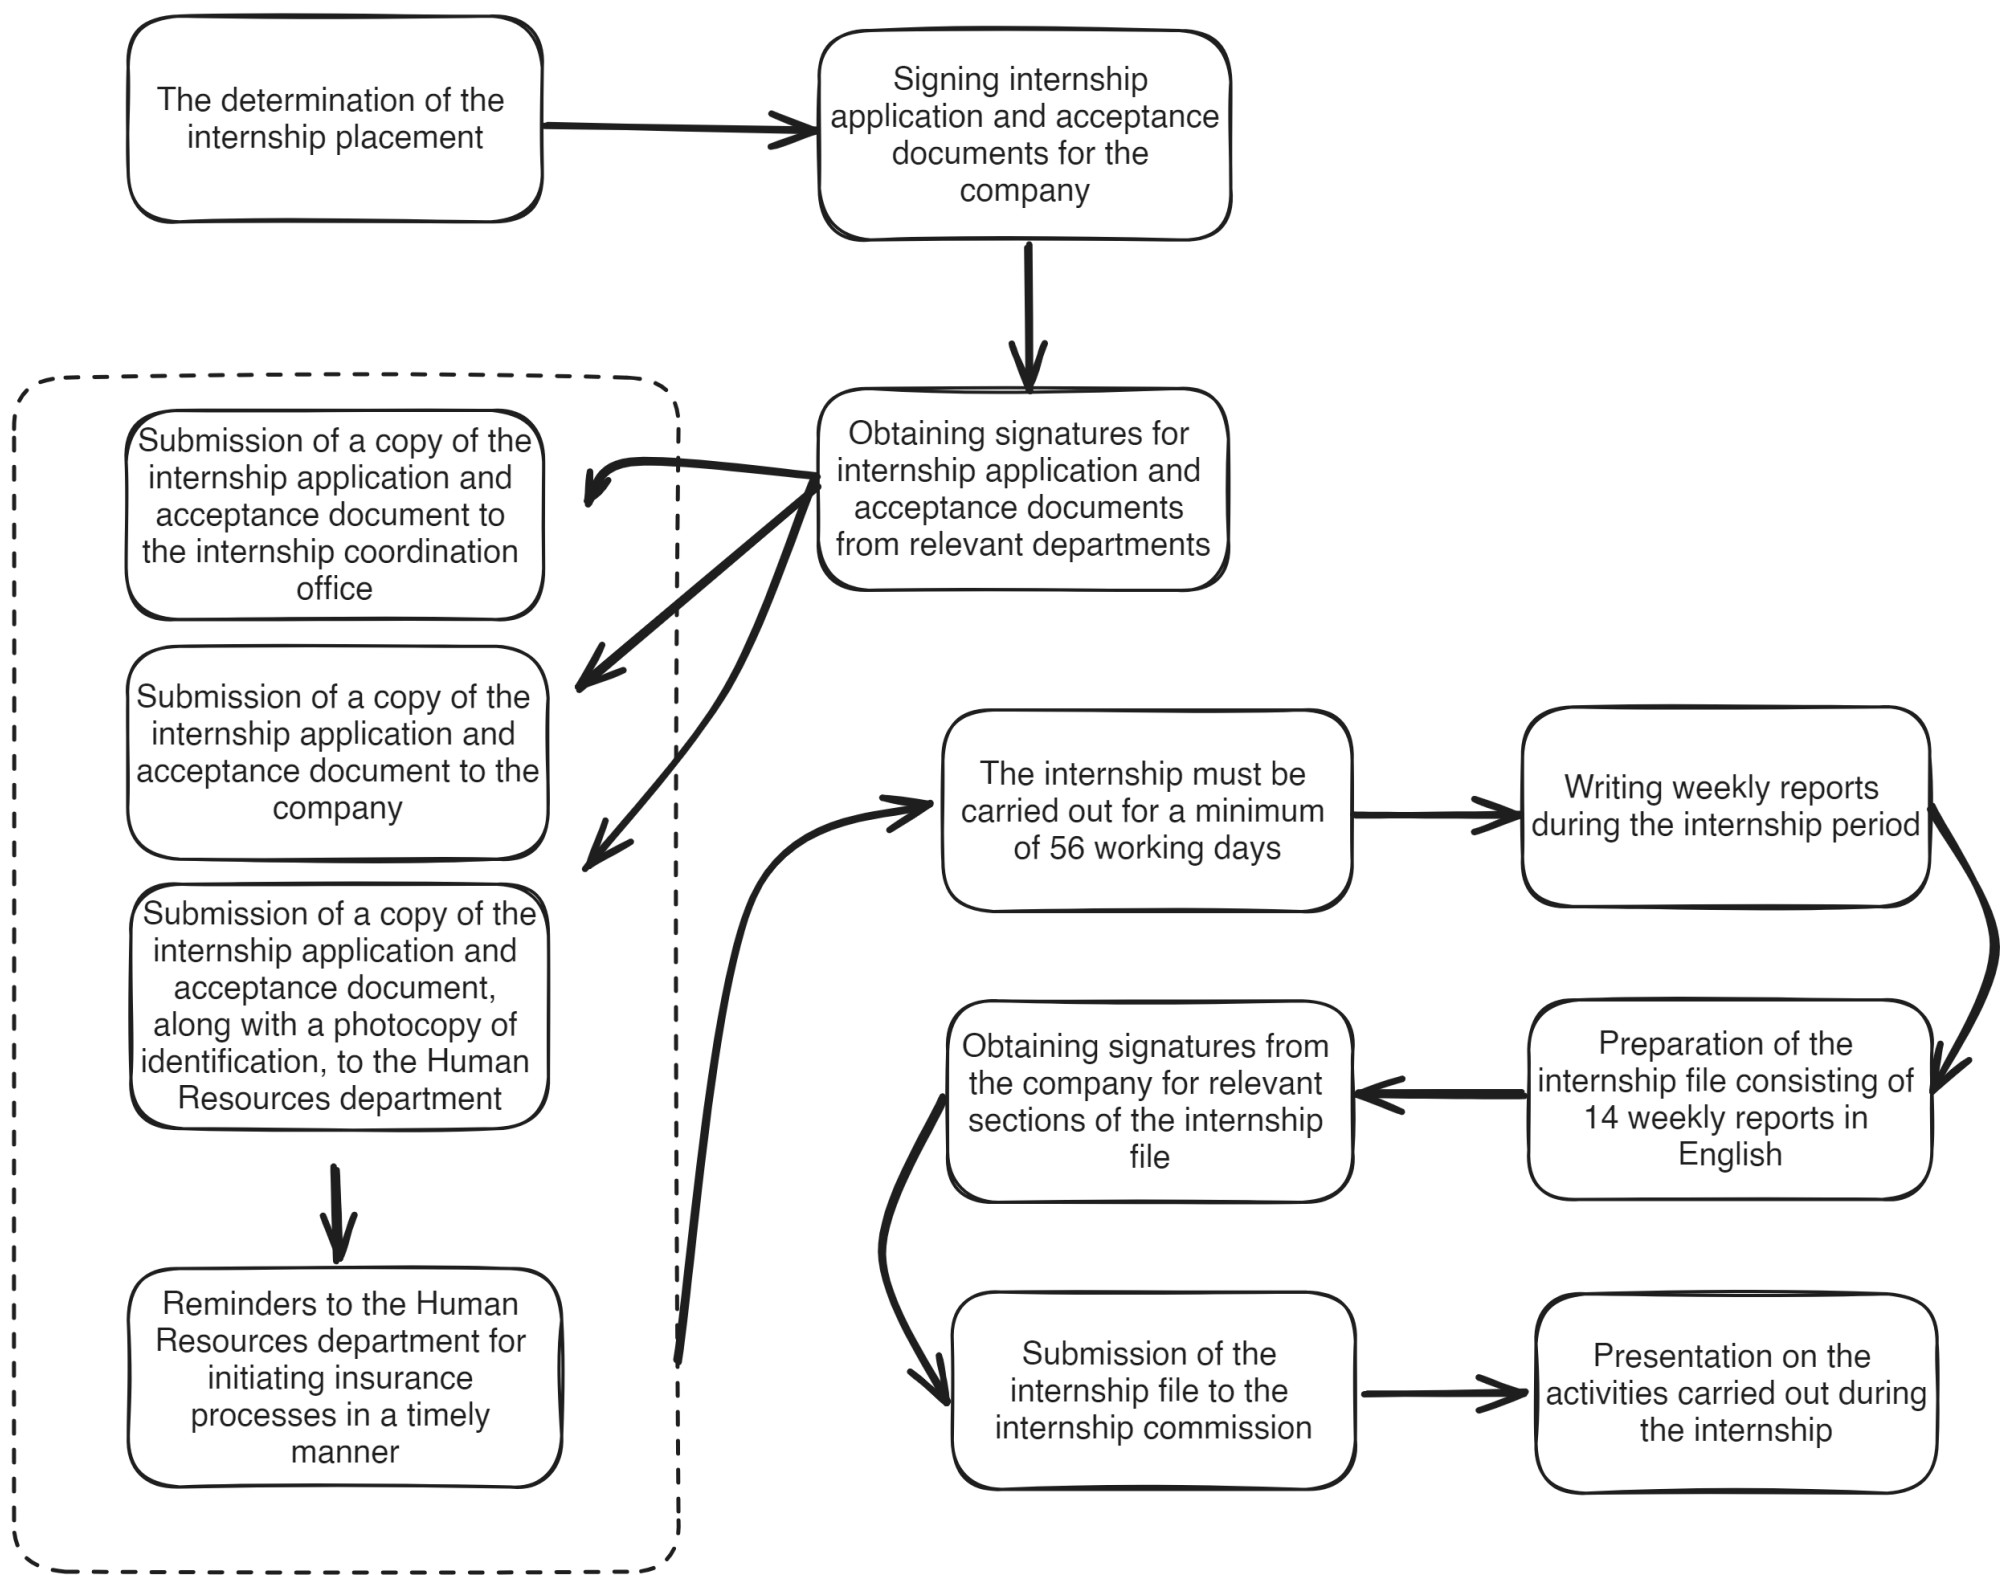 The determination of the
internship placement
Signing internship
application and acceptance
documents for the
company
Obtaining signatures for
internship application and
acceptance documents
from relevant departments
Submission of a copy of the
internship application and
acceptance document to
the internship coordination
office
Submission of a copy of the
internship application and
acceptance document to the
company
Submission of a copy of the
internship application and
acceptance document,
along with a photocopy of
identification, to the Human
Resources department
Reminders to the Human
Resources department for
initiating insurance
processes in a timely
manner
The internship must be
carried out for a minimum
of 56 working days
Writing weekly reports
during the internship period
Preparation of the
internship file consisting of
14 weekly reports in
English
Obtaining signatures from
the company for relevant
sections of the internship
file
Submission of the
internship file to the
internship commission
Presentation on the
activities carried out during
the internship